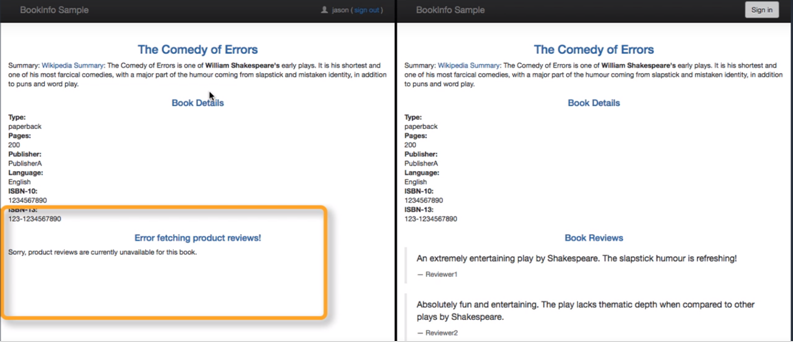 BookInfo Sample
jason (sign out)
The Comedy of Errors
Summary: Wikipedia Summary: The Comedy of Errors is one of William Shakespeare's early plays. It is his shortest and
one of his most farcical comedies, with a major part of the humour coming from slapstick and mistaken identity, in addition
to puns and word play.
Book Details
Type:
paperback
Pages:
200
Publisher:
PublisherA
Language:
English
ISBN-10:
1234567890
ISBN-13:
123-1234567890
Error fetching product reviews!
Sorry, product reviews are currently unavailable for this book.
BookInfo Sample
Sign in
The Comedy of Errors
Summary: Wikipedia Summary: The Comedy of Errors is one of William Shakespeare's early plays. It is his shortest and
one of his most farcical comedies, with a major part of the humour coming from slapstick and mistaken identity, in addition
to puns and word play.
Book Details
Type:
paperback
Pages:
200
Publisher:
PublisherA
Language:
English
ISBN-10:
1234567890
ISBN-13:
123-1234567890
Book Reviews
An extremely entertaining play by Shakespeare. The slapstick humour is refreshing!
— Reviewer1
Absolutely fun and entertaining. The play lacks thematic depth when compared to other
plays by Shakespeare.
— Reviewer2